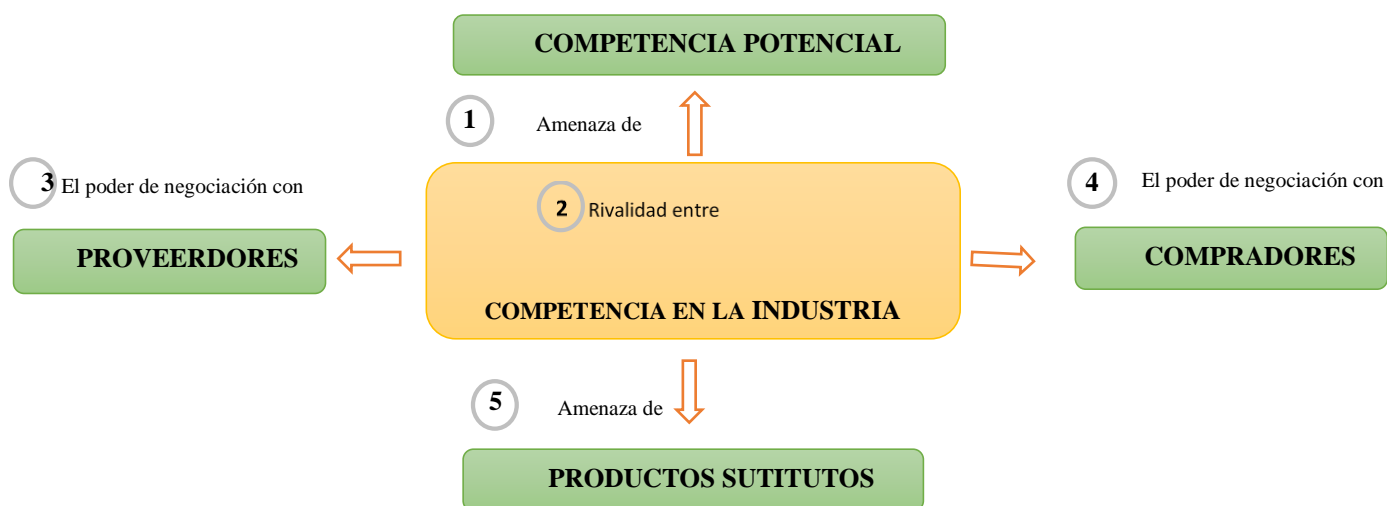 COMPETENCIA POTENCIAL
1 Amenaza de
3 El poder de negociación con
PROVEERDORES
2 Rivalidad entre
COMPETENCIA EN LA INDUSTRIA
4 El poder de negociación con
COMPRADORES
5 Amenaza de
PRODUCTOS SUTITUTOS